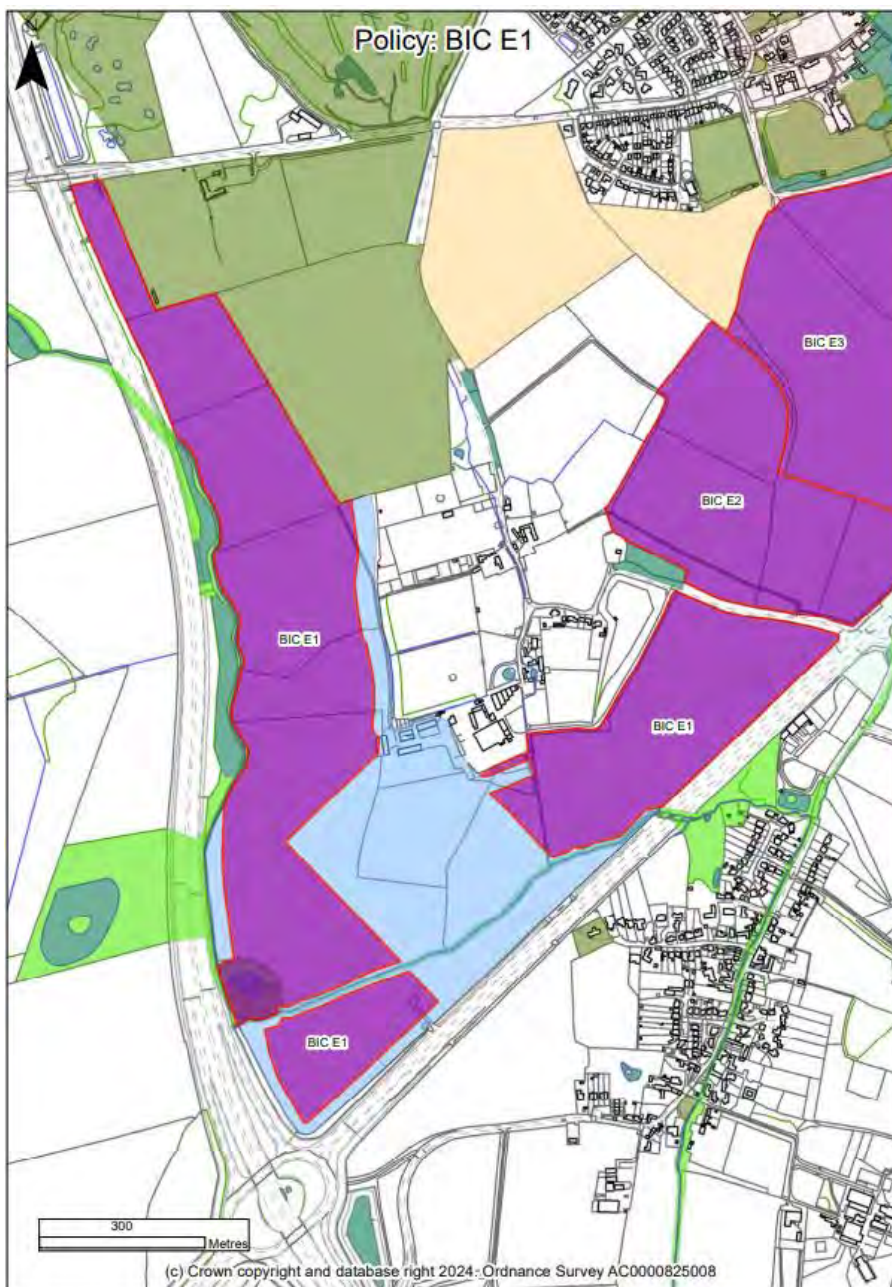 Policy: BIC E1
BIC E3
BIC E2
BIC E1
BIC E1
BIC E1
300
Metres
(c) Crown copyright and database right 2024. Ordnance Survey AC0000825008